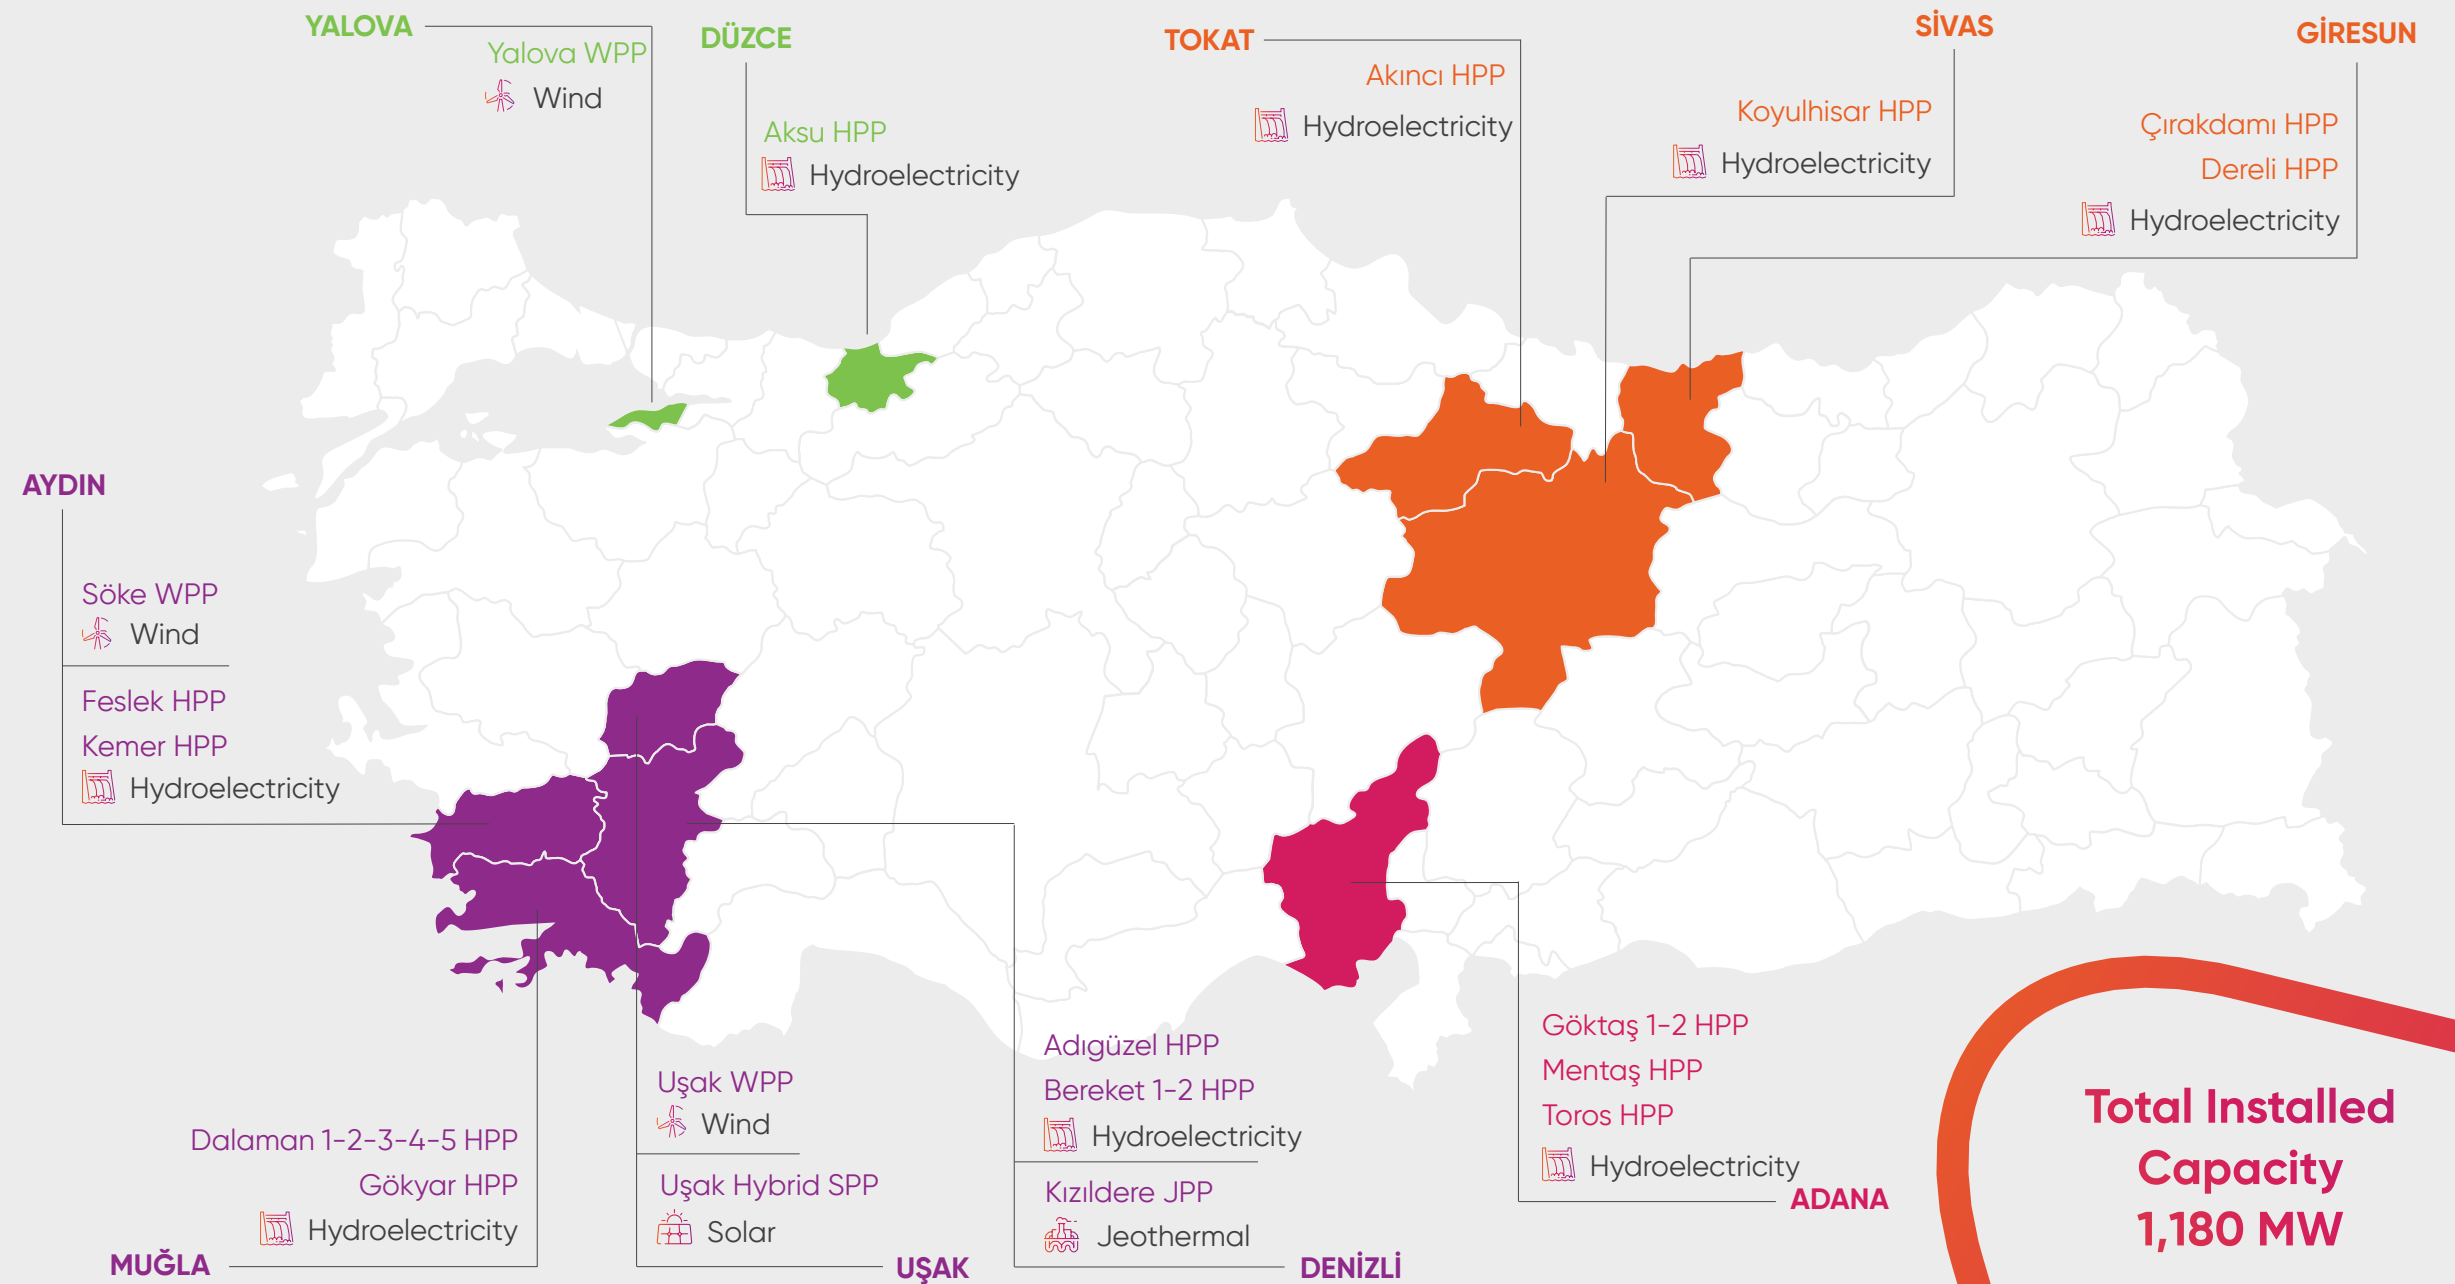 YALOVA
Yalova WPP
Wind
DÜZCE
Aksu HPP
Hydroelectricity
TOKAT
Akıncı HPP
Hydroelectricity
SİVAS
Koyulhisar HPP
Hydroelectricity
GİRESUN
Çırakdamı HPP
Dereli HPP
Hydroelectricity
AYDIN
Söke WPP
Wind
Feslek HPP
Kemer HPP
Hydroelectricity
Dalaman 1-2-3-4-5 HPP
Gökyar HPP
Hydroelectricity
MUĞLA
Uşak WPP
Wind
Uşak Hybrid SPP
Solar
UŞAK
Adıgüzel HPP
Bereket 1-2 HPP
Hydroelectricity
Kızıldere JPP
Jeothermal
DENİZLİ
Göktaş 1-2 HPP
Mentaş HPP
Toros HPP
Hydroelectricity
ADANA
Total Installed
Capacity
1,180 MW